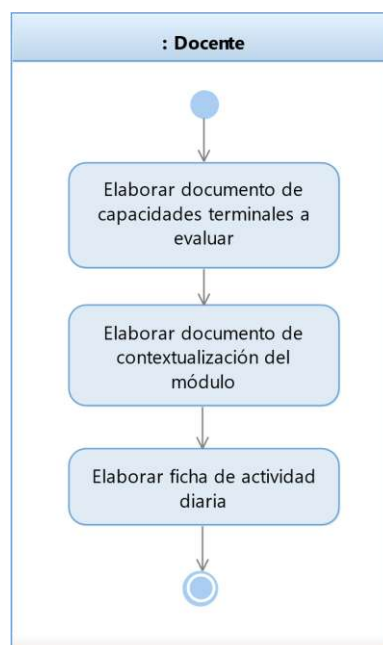 : Docente
Elaborar documento de
capacidades terminales a
evaluar
Elaborar documento de
contextualización del
módulo
Elaborar ficha de actividad
diaria